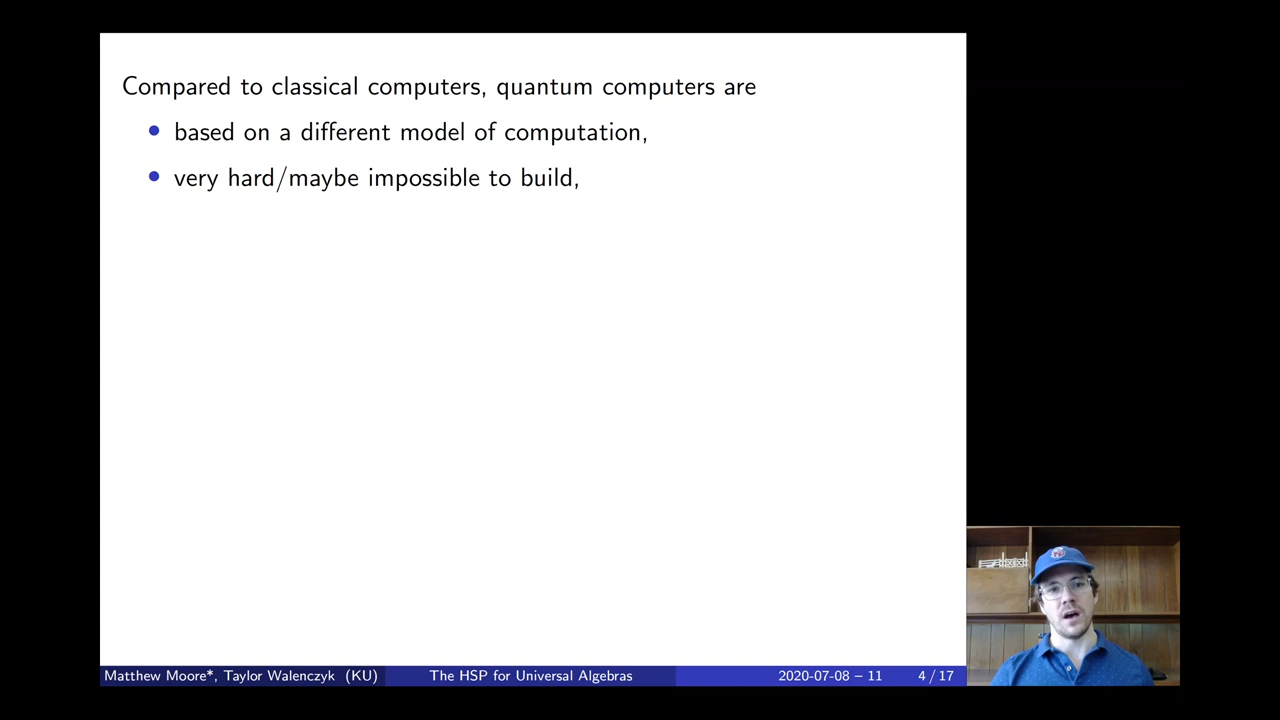 Compared to classical computers, quantum computers are
• based on a different model of computation,
• very hard/maybe impossible to build,
Matthew Moore*, Taylor Walenczyk (KU) The HSP for Universal Algebras 2020-07-08 – 11 4 / 17